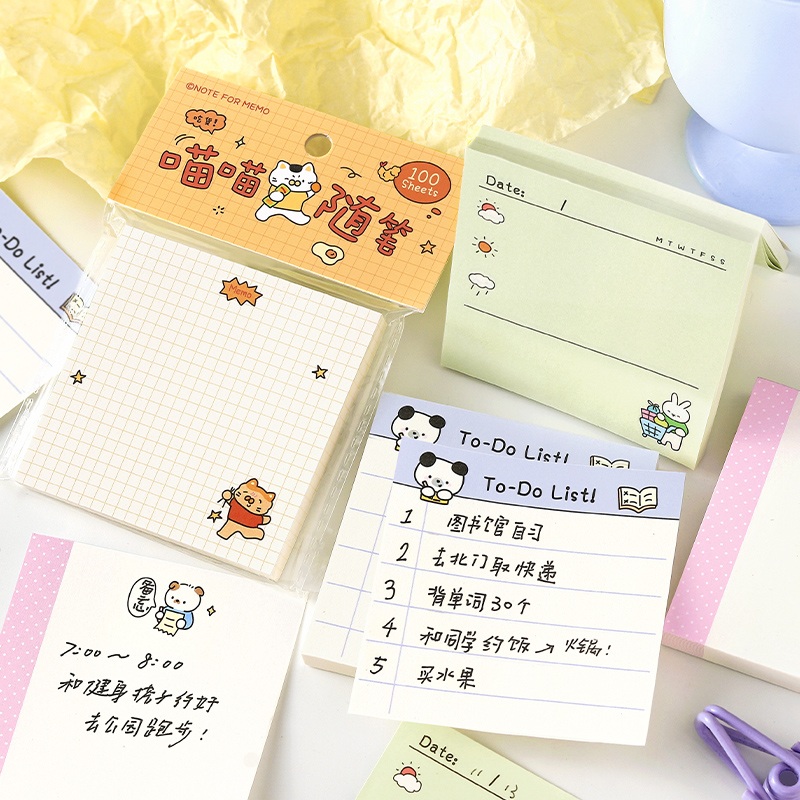 ©NOTE FOR MEMO
吃货!
喵喵随笔
100
Sheets
Memo
Date: /
M T W T F S S
o-Do List!
To-Do List!
To-Do List!
1 图书馆自习
2 去北门取快递
3 背单词30个
4 和同学约饭→火锅!
5 买水果
备忘
7:00～8:00
和健身搭子约好
去公园跑步!
Date: 11/13